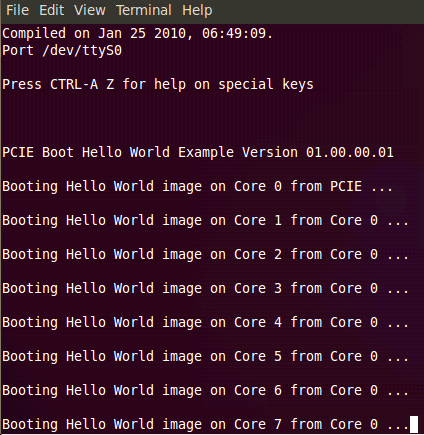 File Edit View Terminal Help
Compiled on Jan 25 2010, 06:49:09.
Port /dev/ttyS0
Press CTRL-A Z for help on special keys
PCIE Boot Hello World Example Version 01.00.00.01
Booting Hello World image on Core 0 from PCIE ...
Booting Hello World image on Core 1 from Core 0 ...
Booting Hello World image on Core 2 from Core 0 ...
Booting Hello World image on Core 3 from Core 0 ...
Booting Hello World image on Core 4 from Core 0 ...
Booting Hello World image on Core 5 from Core 0 ...
Booting Hello World image on Core 6 from Core 0 ...
Booting Hello World image on Core 7 from Core 0 ...